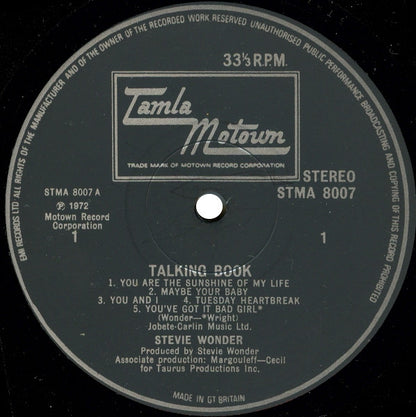 EMI RECORDS LTD ALL RIGHTS OF THE MANUFACTURER AND OF THE OWNER OF THE RECORDED WORK RESERVED UNAUTHORISED PUBLIC PERFORMANCE BROADCASTING AND COPYING OF THIS RECORD PROHIBITED
33⅓ R.P.M.
Tamla
Motown
TRADE MARK OF MOTOWN RECORD CORPORATION
STEREO
STMA 8007
STMA 8007 A
℗ 1972
Motown Record
Corporation
1
1
TALKING BOOK
1. YOU ARE THE SUNSHINE OF MY LIFE
2. MAYBE YOUR BABY
3. YOU AND I 4. TUESDAY HEARTBREAK
5. YOU'VE GOT IT BAD GIRL*
(Wonder—*Wright)
Jobete-Carlin Music Ltd.
STEVIE WONDER
Produced by Stevie Wonder
Associate production: Margouleff—Cecil
for Taurus Productions Inc.
MADE IN GT BRITAIN